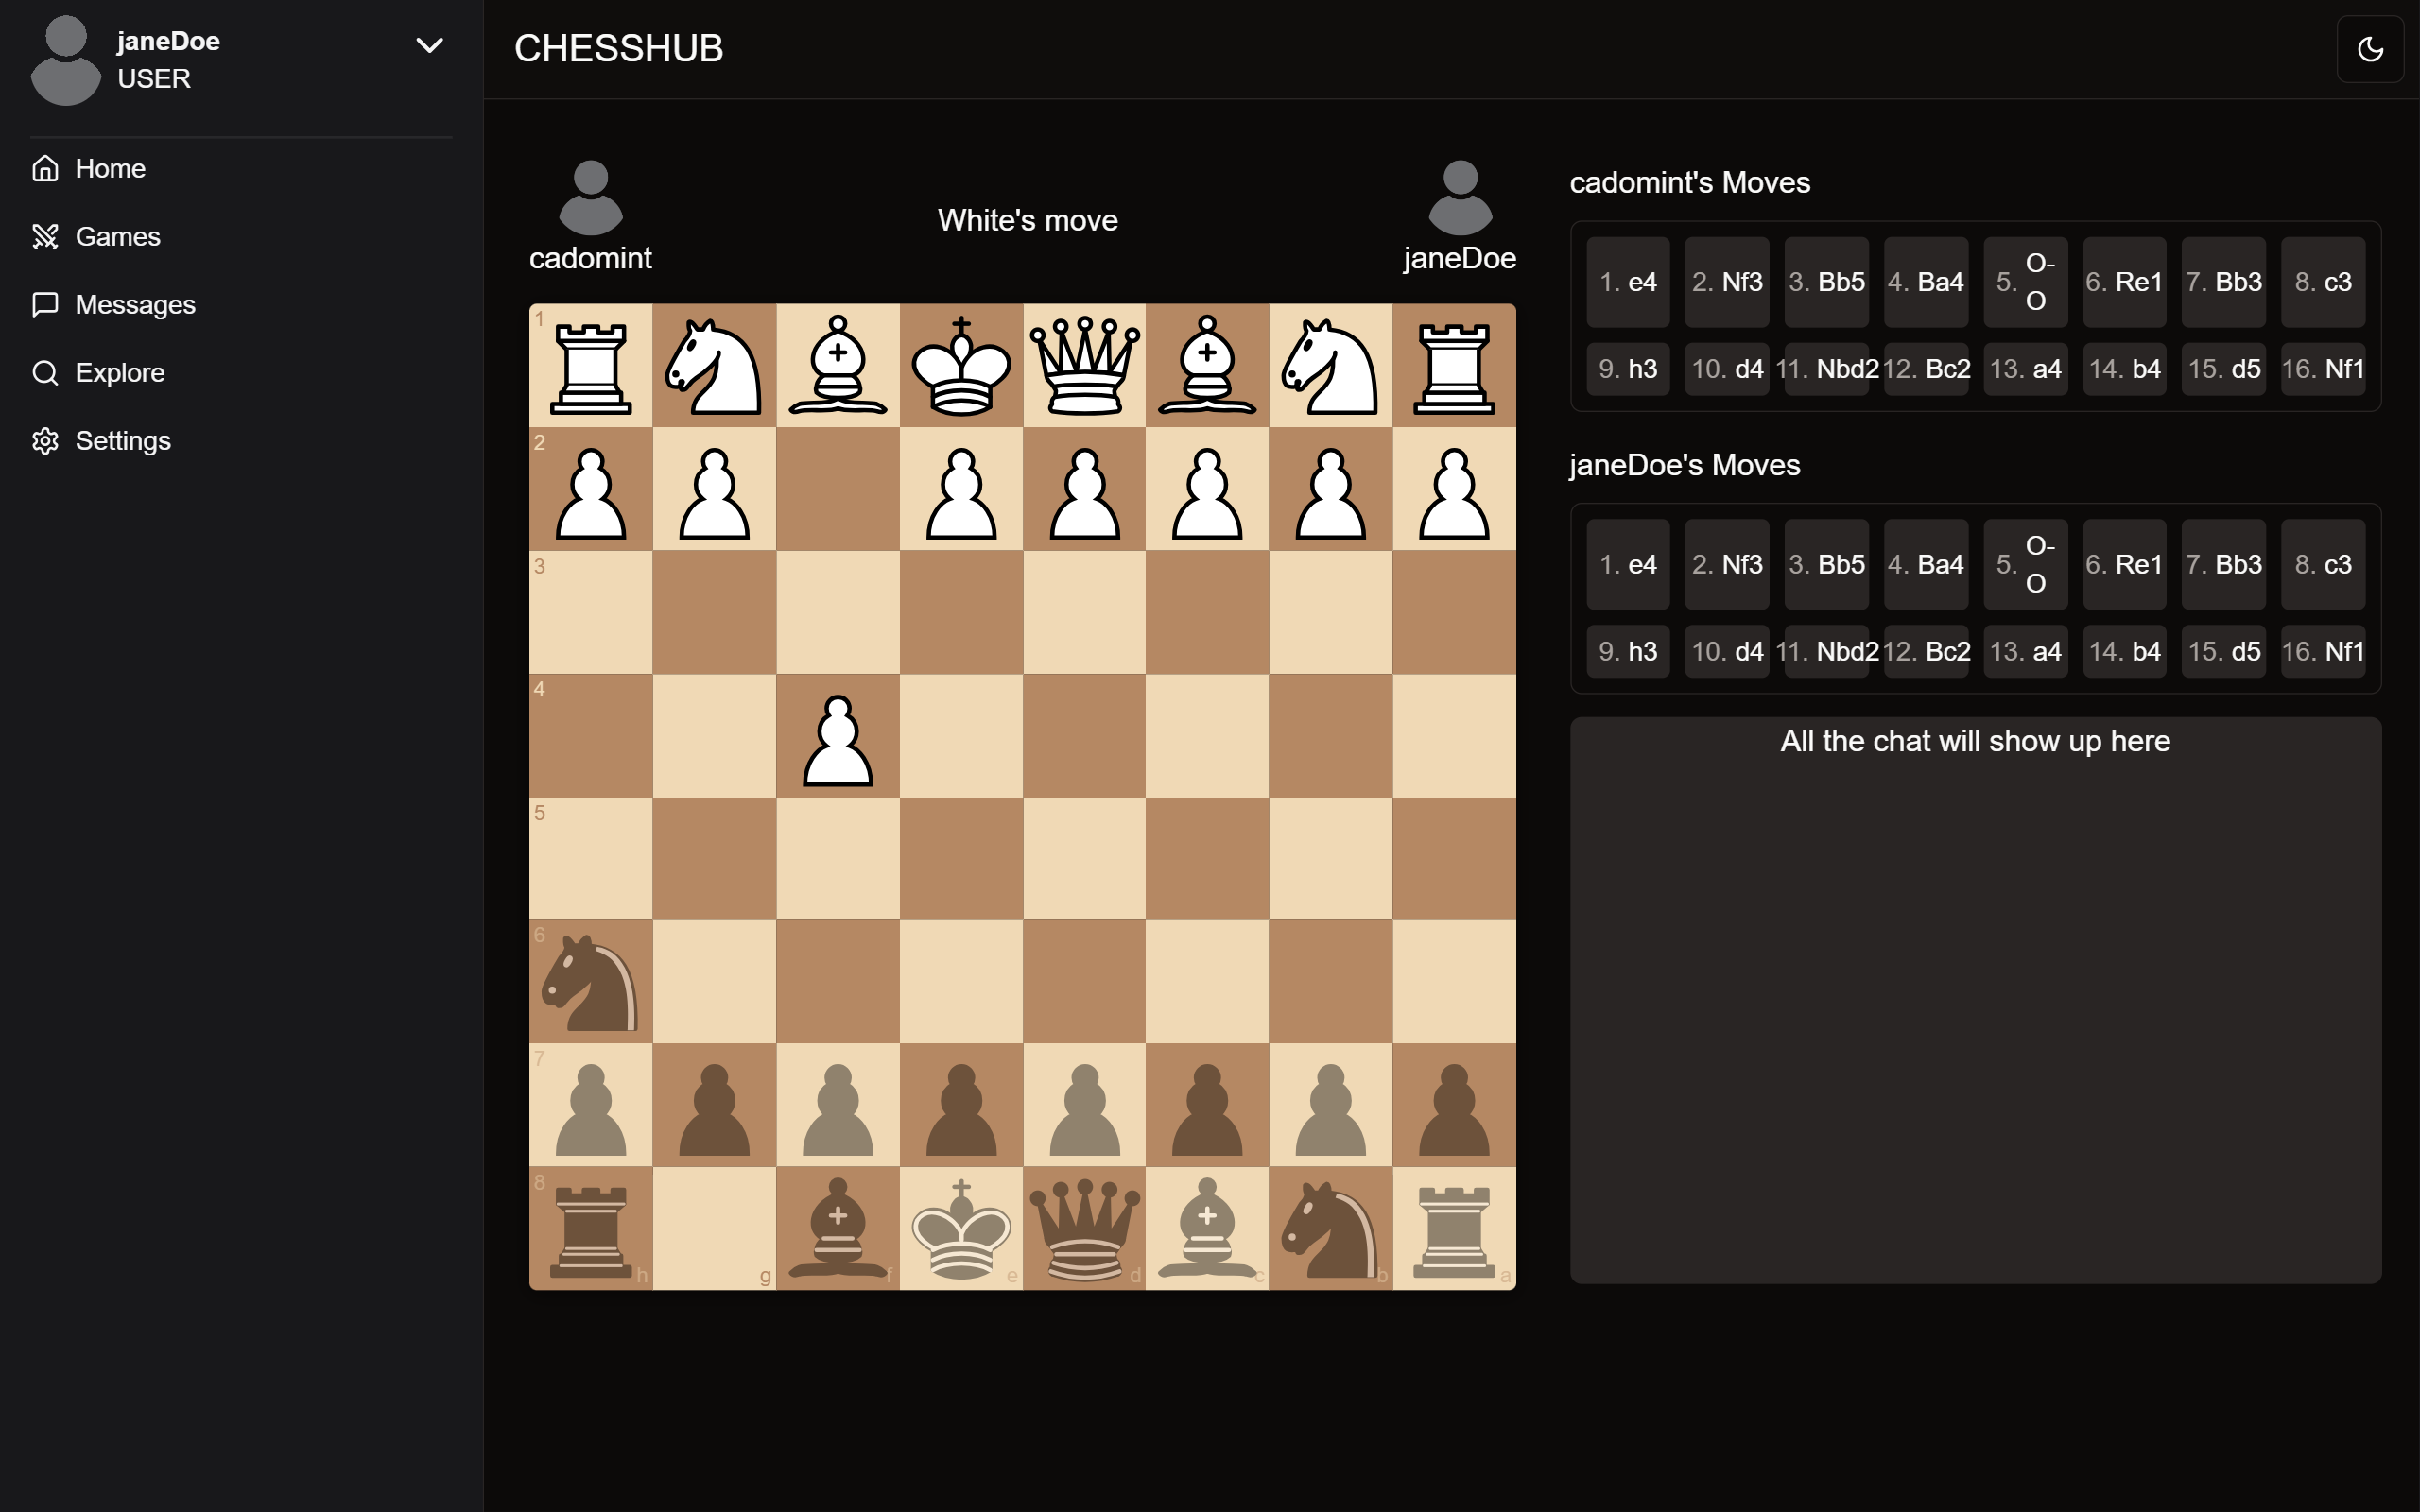 janeDoe
USER
Home
Games
Messages
Explore
Settings
CHESSHUB
cadomint
White's move
janeDoe
1
2
3
4
5
6
7
8
h g f e d c b a
cadomint's Moves
1. e4 2. Nf3 3. Bb5 4. Ba4 5. O-O 6. Re1 7. Bb3 8. c3
9. h3 10. d4 11. Nbd2 12. Bc2 13. a4 14. b4 15. d5 16. Nf1
janeDoe's Moves
1. e4 2. Nf3 3. Bb5 4. Ba4 5. O-O 6. Re1 7. Bb3 8. c3
9. h3 10. d4 11. Nbd2 12. Bc2 13. a4 14. b4 15. d5 16. Nf1
All the chat will show up here